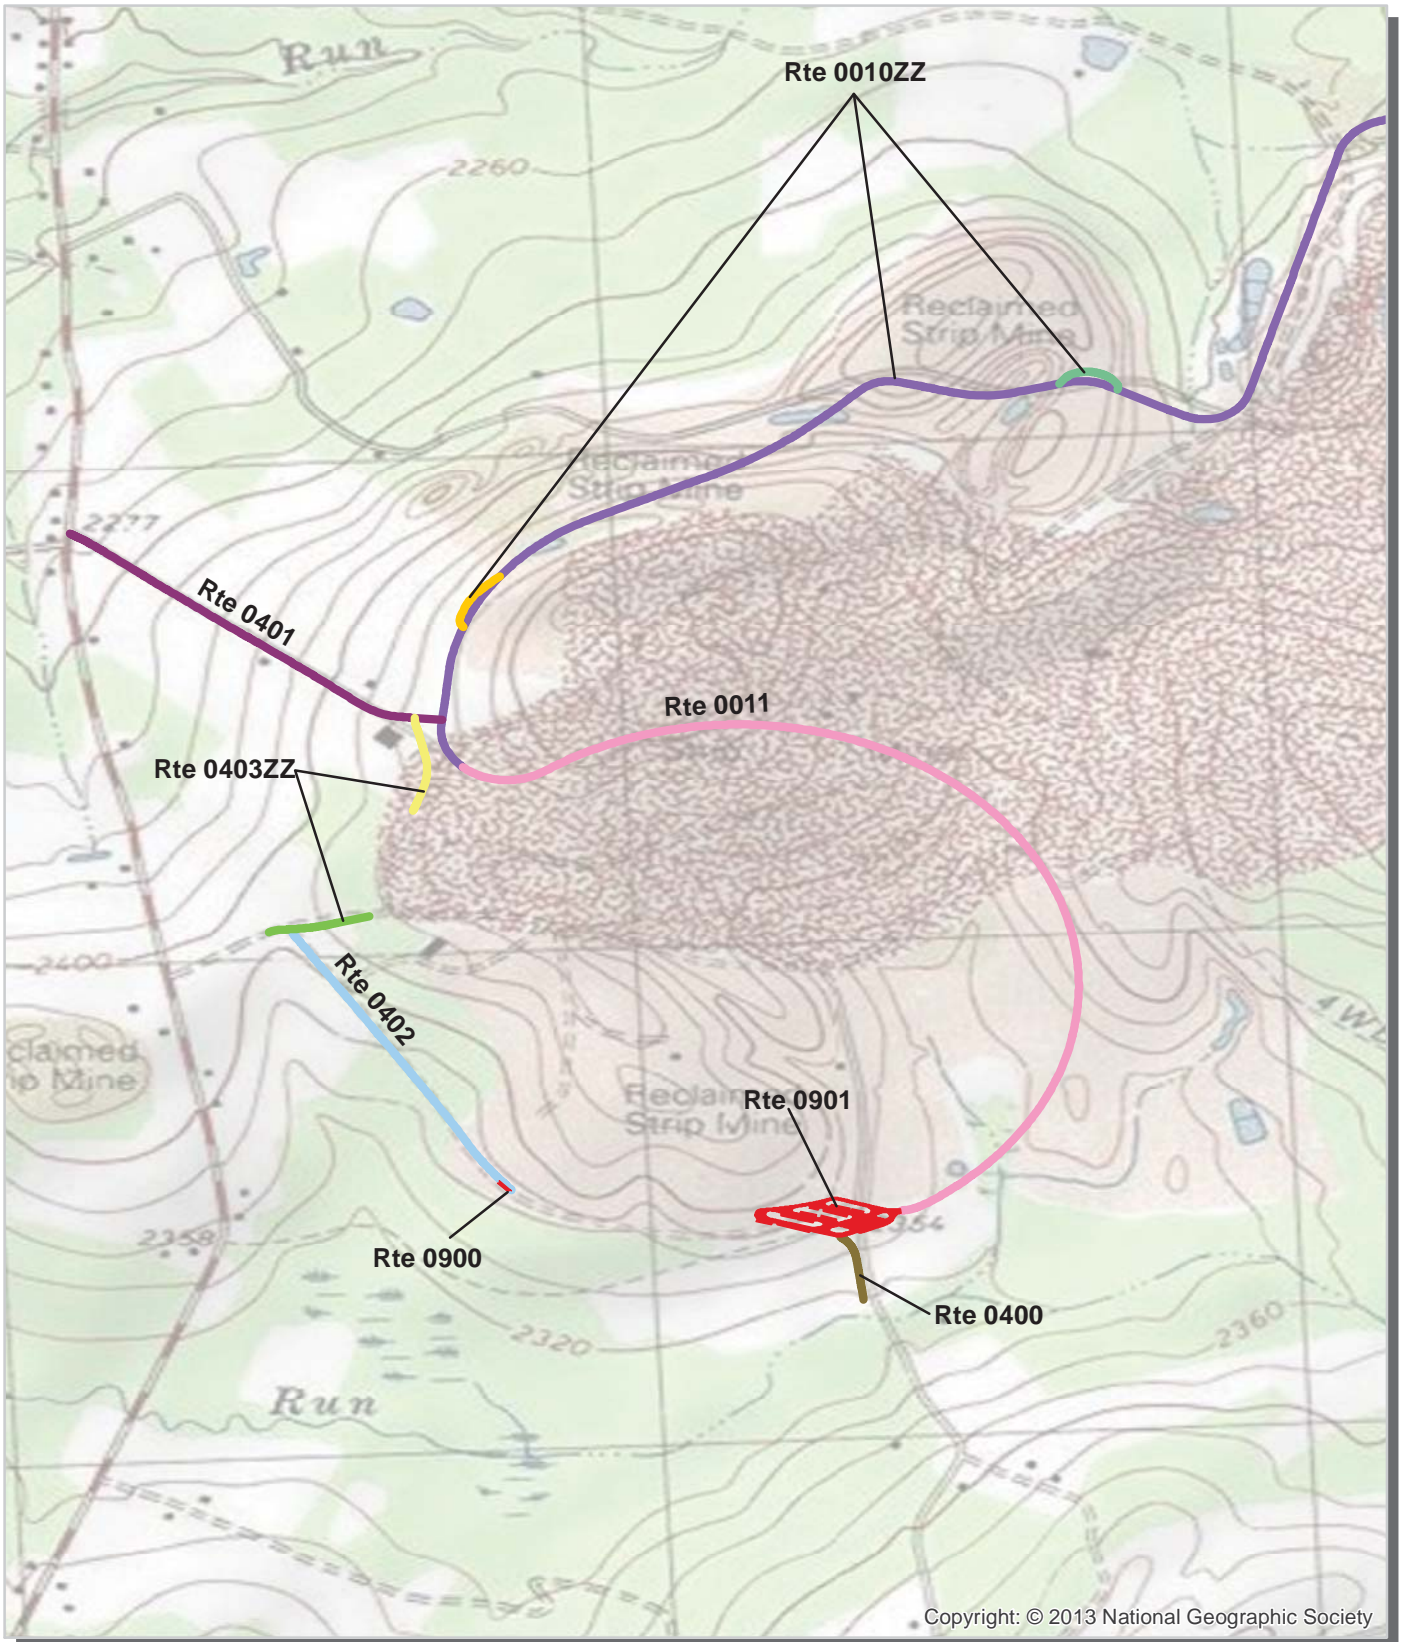 Run
Rte 0010ZZ
2260
Reclaimed
Strip Mine
Reclaimed
Strip Mine
2277
Rte 0401
Rte 0011
Rte 0403ZZ
2400
Rte 0402
4WD
claimed
ip Mine
Reclaimed
Strip Mine
Rte 0901
2358
354
Rte 0900
Rte 0400
2320
2360
Run
Copyright: © 2013 National Geographic Society